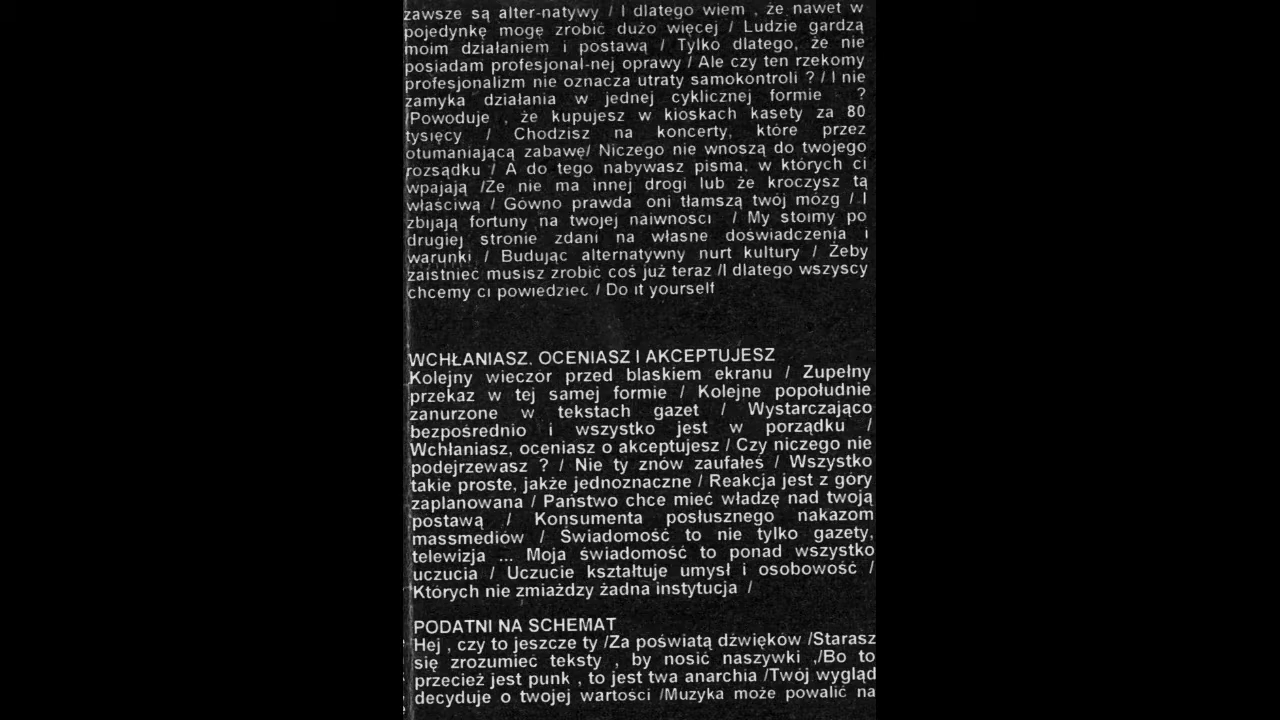 zawsze są alter-natywy / I dlatego wiem , że nawet w
pojedynkę mogę zrobić dużo więcej / Ludzie gardzą
moim działaniem i postawą / Tylko dlatego, że nie
posiadam profesjonal-nej oprawy / Ale czy ten rzekomy
profesjonalizm nie oznacza utraty samokontroli ? / I nie
zamyka działania w jednej cyklicznej formie ?
/Powoduje , że kupujesz w kioskach kasety za 80
tysięcy / Chodzisz na koncerty, które przez
otumaniającą zabawę/ Niczego nie wnoszą do twojego
rozsądku / A do tego nabywasz pisma, w których ci
wpajają /Że nie ma innej drogi lub że kroczysz tą
właściwą / Gówno prawda oni tłamszą twój mózg / I
zbijają fortuny na twojej naiwności / My stoimy po
drugiej stronie zdani na własne doświadczenia i
warunki / Budując alternatywny nurt kultury / Żeby
zaistnieć musisz zrobić coś już teraz /I dlatego wszyscy
chcemy ci powiedzieć / Do it yourself
WCHŁANIASZ, OCENIASZ I AKCEPTUJESZ
Kolejny wieczór przed blaskiem ekranu / Zupełny
przekaz w tej samej formie / Kolejne popołudnie
zanurzone w tekstach gazet / Wystarczająco
bezpośrednio i wszystko jest w porządku /
Wchłaniasz, oceniasz o akceptujesz / Czy niczego nie
podejrzewasz ? / Nie ty znów zaufałeś / Wszystko
takie proste, jakże jednoznaczne / Reakcja jest z góry
zaplanowana / Państwo chce mieć władzę nad twoją
postawą / Konsumenta posłusznego nakazom
massmediów / Świadomość to nie tylko gazety,
telewizja ... Moja świadomość to ponad wszystko
uczucia / Uczucie kształtuje umysł i osobowość /
Których nie zmiażdzy żadna instytucja /
PODATNI NA SCHEMAT
Hej , czy to jeszcze ty /Za poświatą dźwięków /Starasz
się zrozumieć teksty , by nosić naszywki ,/Bo to
przecież jest punk , to jest twa anarchia /Twój wygląd
decyduje o twojej wartości /Muzyka może powalić na